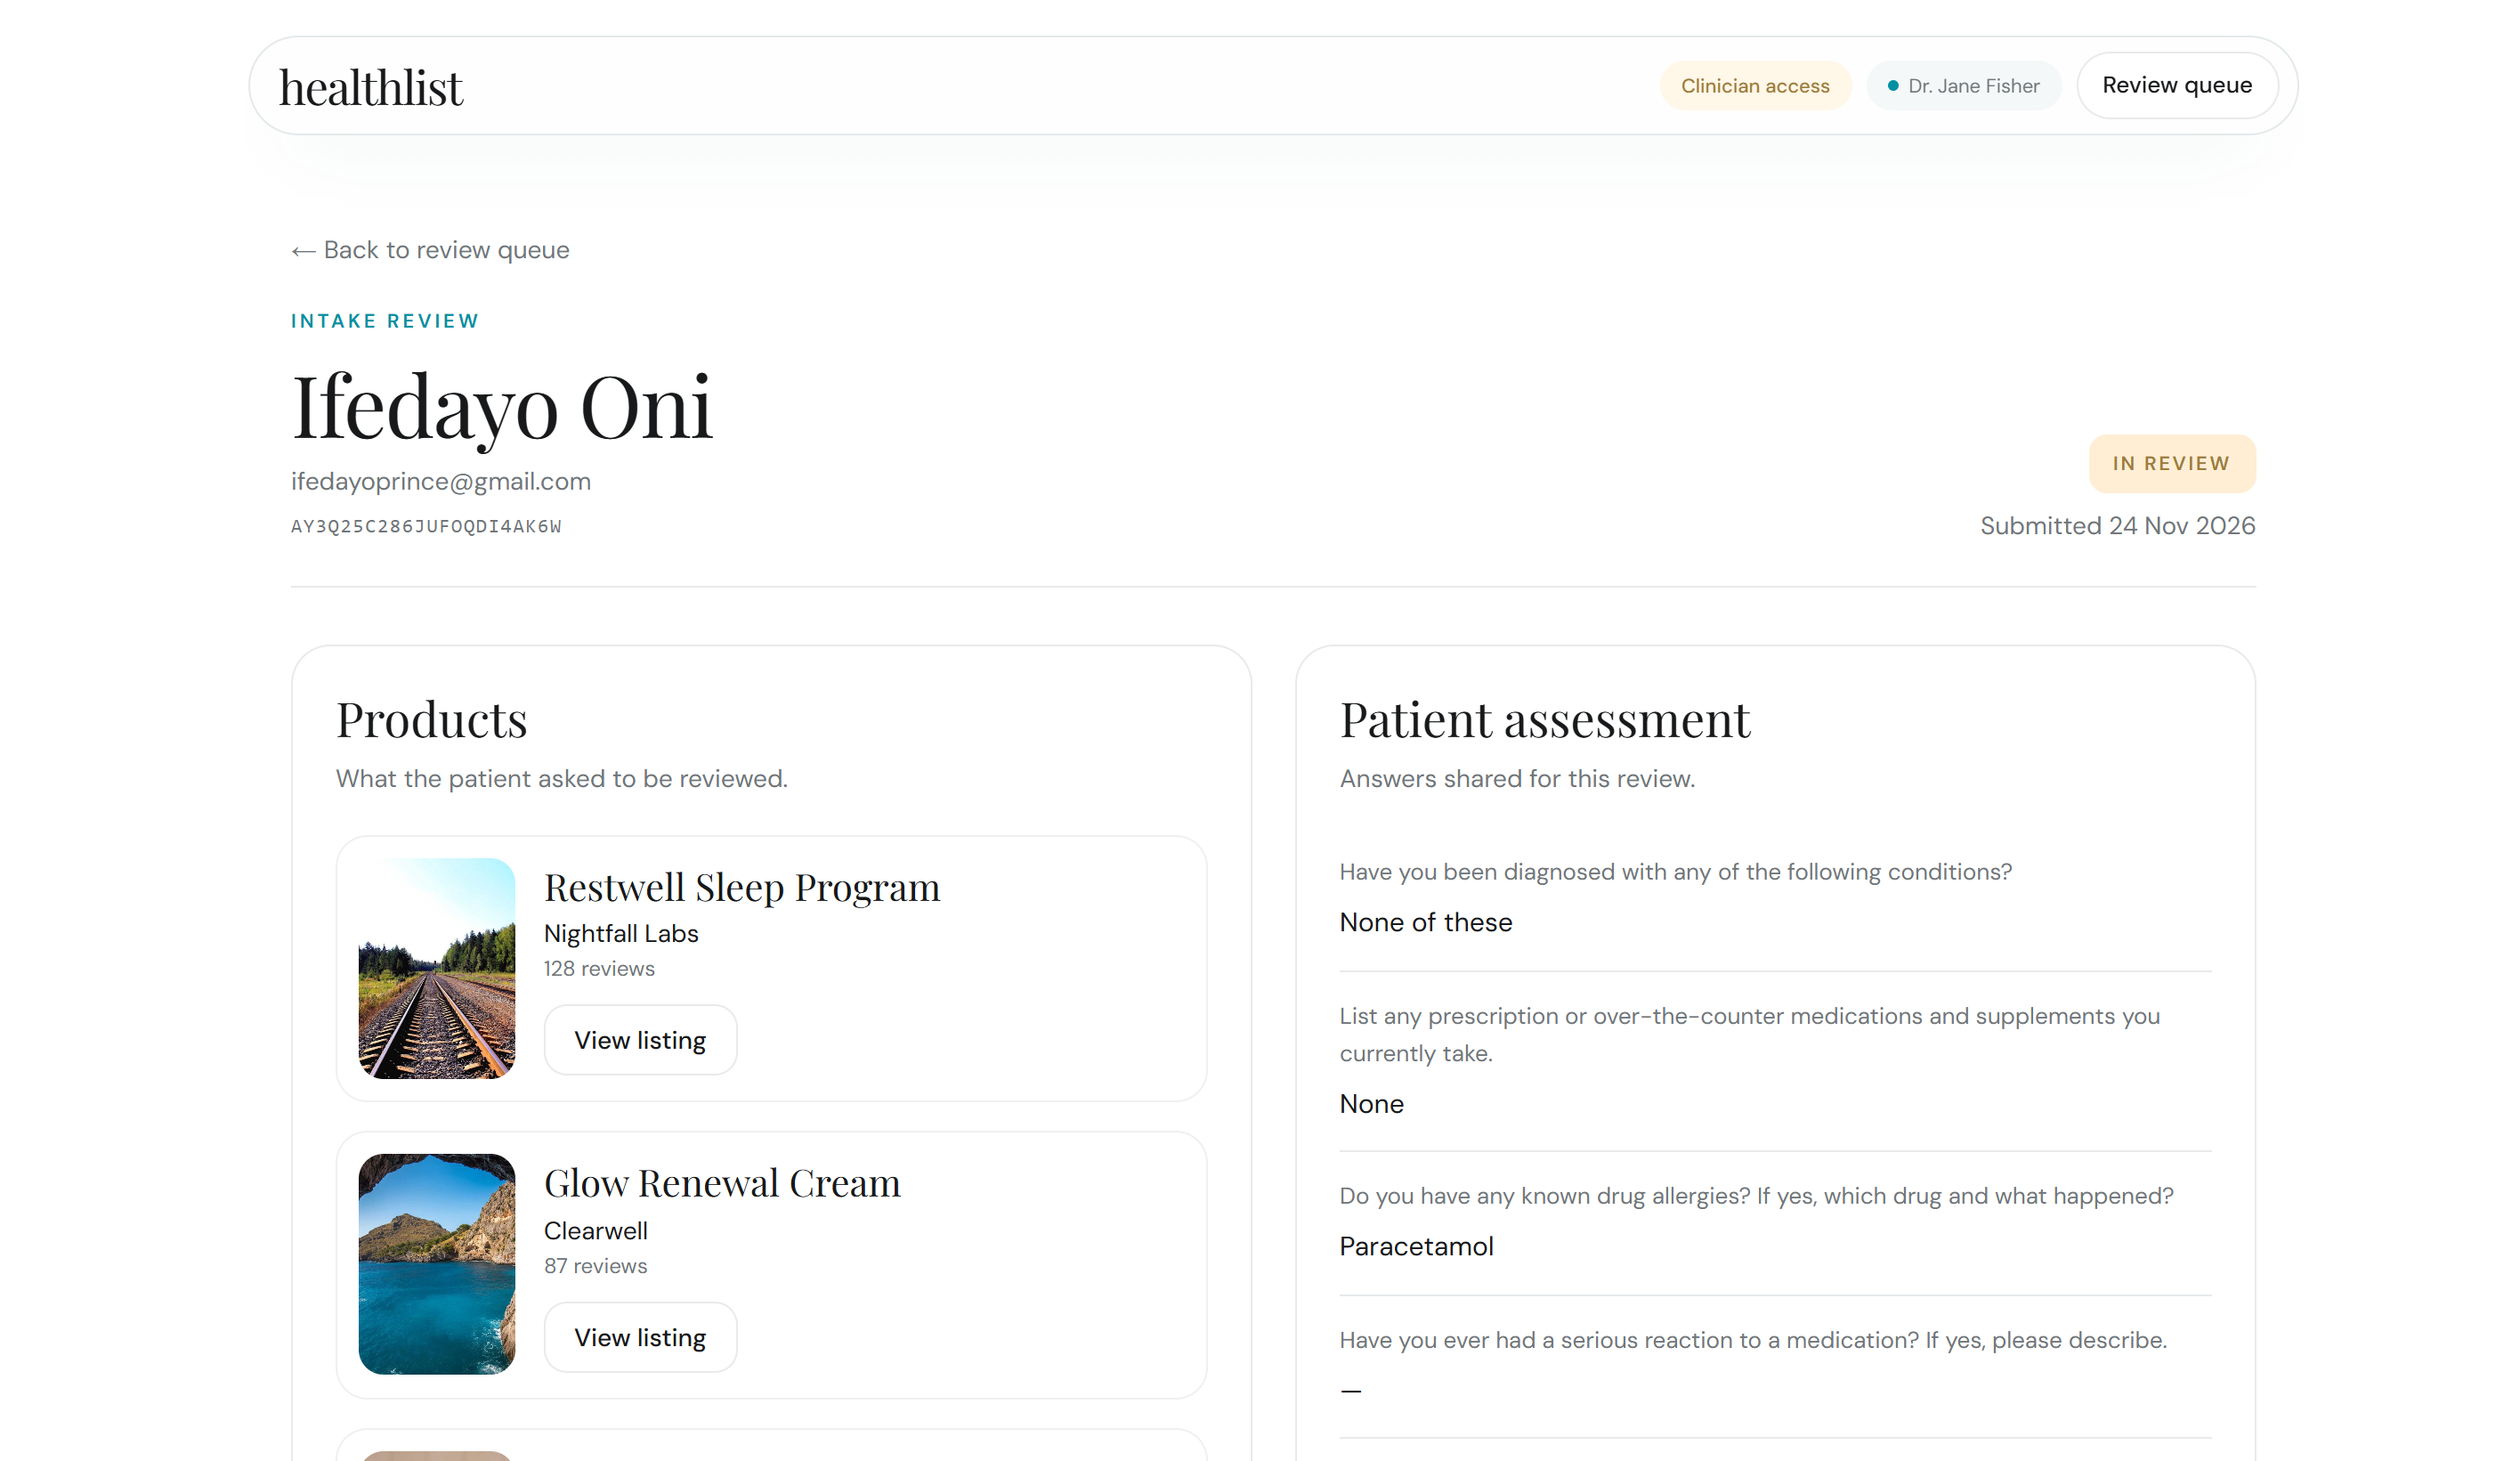 healthlist
Clinician access
Dr. Jane Fisher
Review queue
← Back to review queue
INTAKE REVIEW
Ifedayo Oni
ifedayoprince@gmail.com
AY3Q25C286JUFOQDI4AK6W
IN REVIEW
Submitted 24 Nov 2026
Products
What the patient asked to be reviewed.
Restwell Sleep Program
Nightfall Labs
128 reviews
View listing
Glow Renewal Cream
Clearwell
87 reviews
View listing
Patient assessment
Answers shared for this review.
Have you been diagnosed with any of the following conditions?
None of these
List any prescription or over-the-counter medications and supplements you
currently take.
None
Do you have any known drug allergies? If yes, which drug and what happened?
Paracetamol
Have you ever had a serious reaction to a medication? If yes, please describe.
—